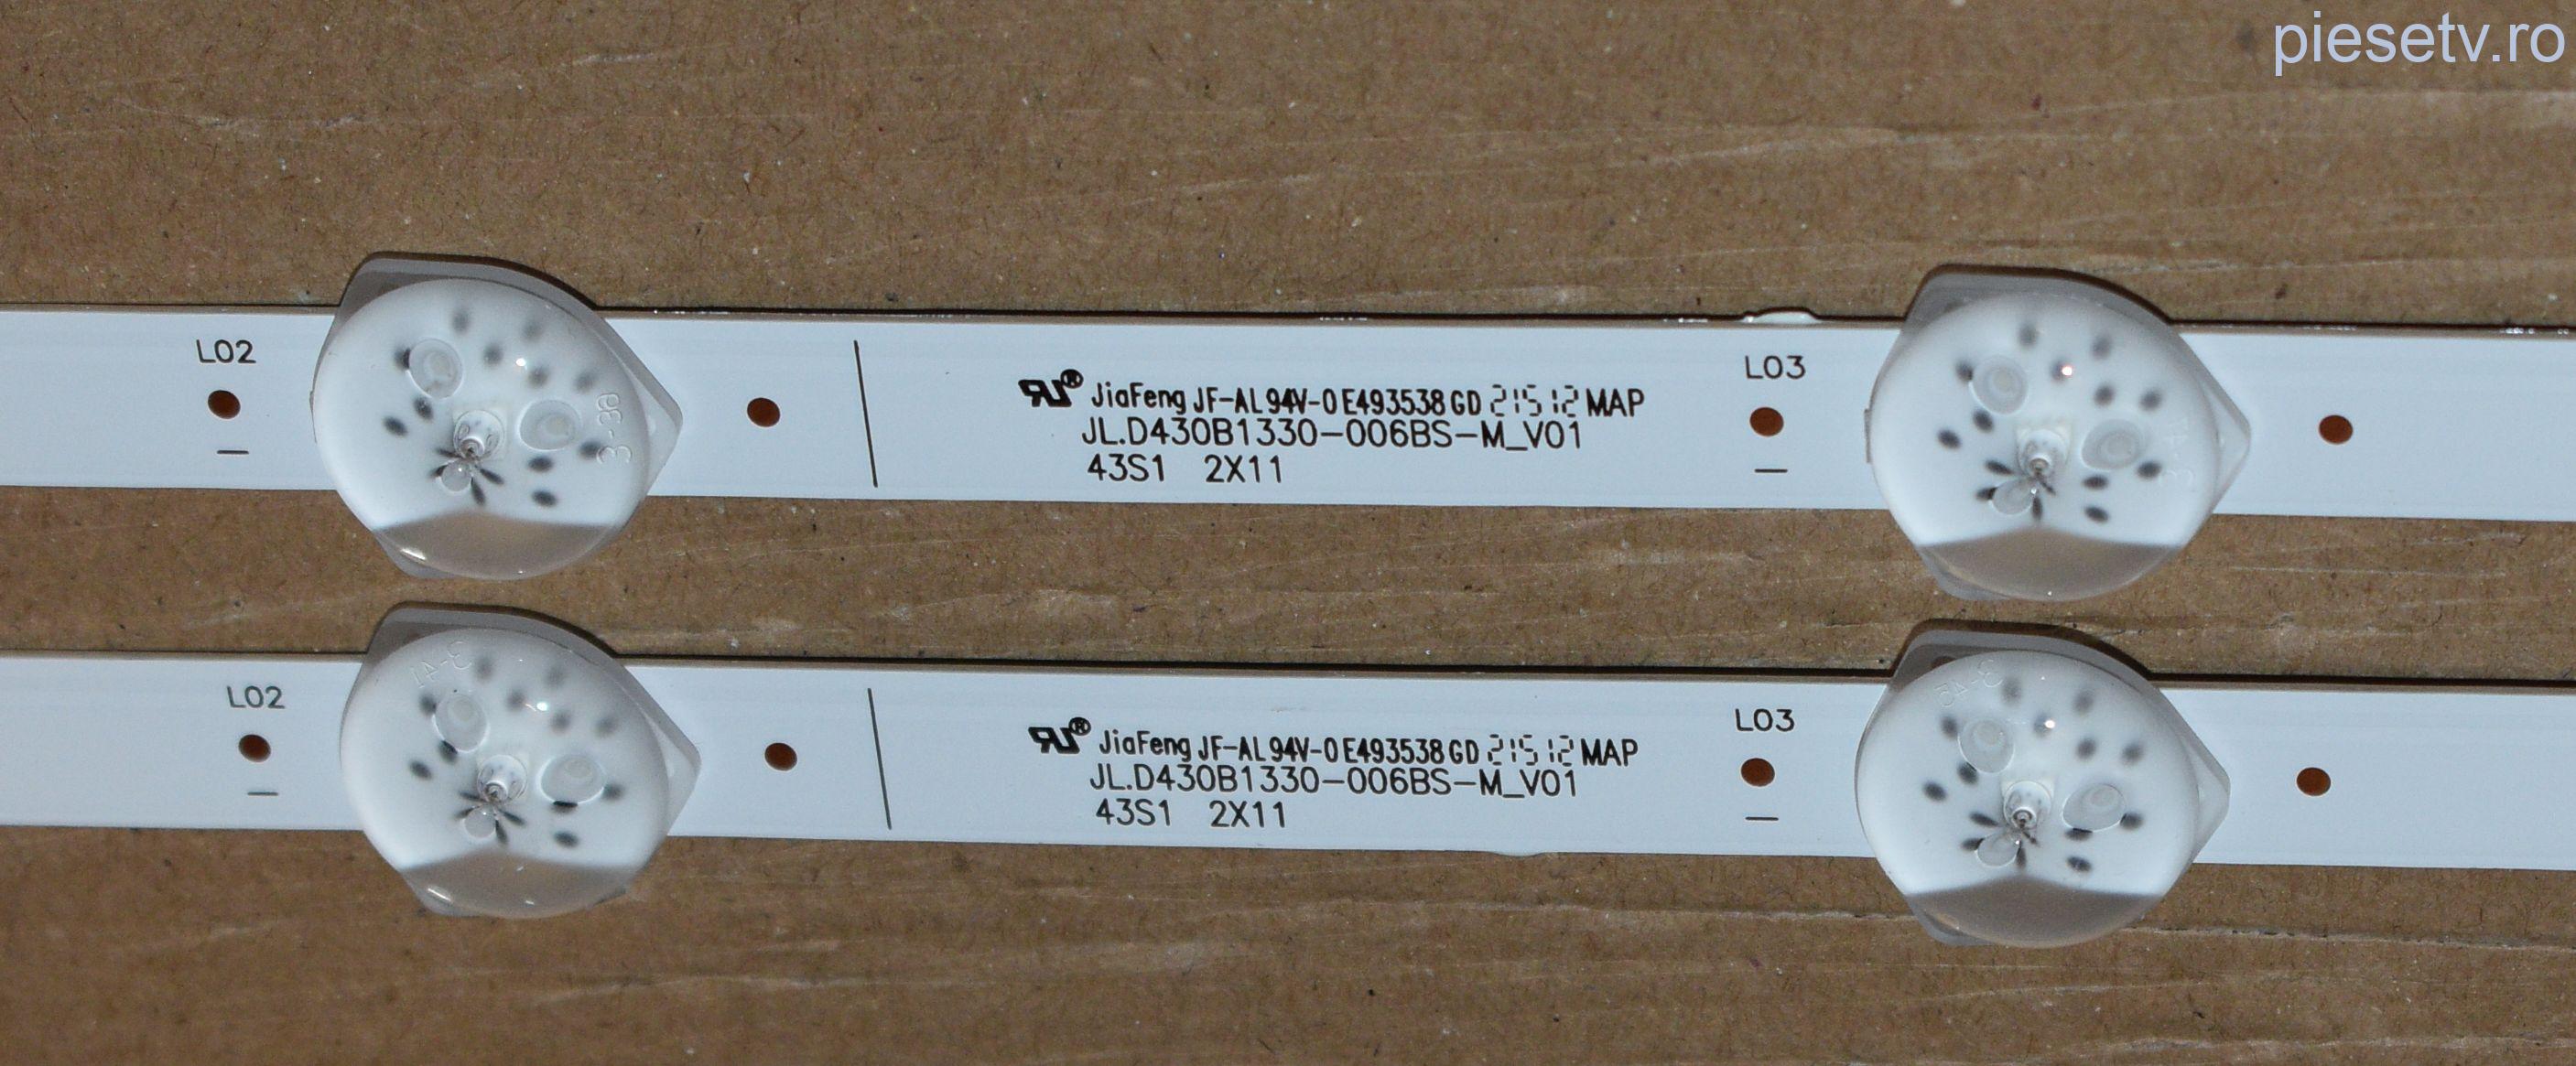 piesetv.ro
L02
JiaFeng JF-AL 94V-0 E493538 GD 21512 MAP
JL.D430B1330-006BS-M_V01
43S1 2X11
L03
L02
JiaFeng JF-AL 94V-0 E493538 GD 21512 MAP
JL.D430B1330-006BS-M_V01
43S1 2X11
L03